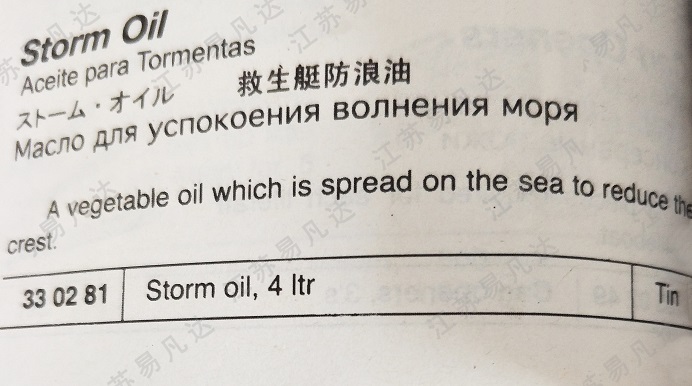 Storm Oil
Aceite para Tormentas
ストーム・オイル 救生艇防浪油
Масло для успокоения волнения моря
A vegetable oil which is spread on the sea to reduce the
crest.
33 02 81 Storm oil, 4 ltr Tin
江苏易凡达